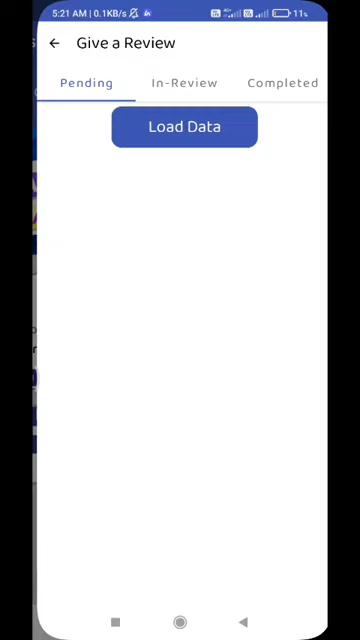 5:21 AM | 0.1KB/s
11%
Give a Review
Pending
In-Review
Completed
Load Data